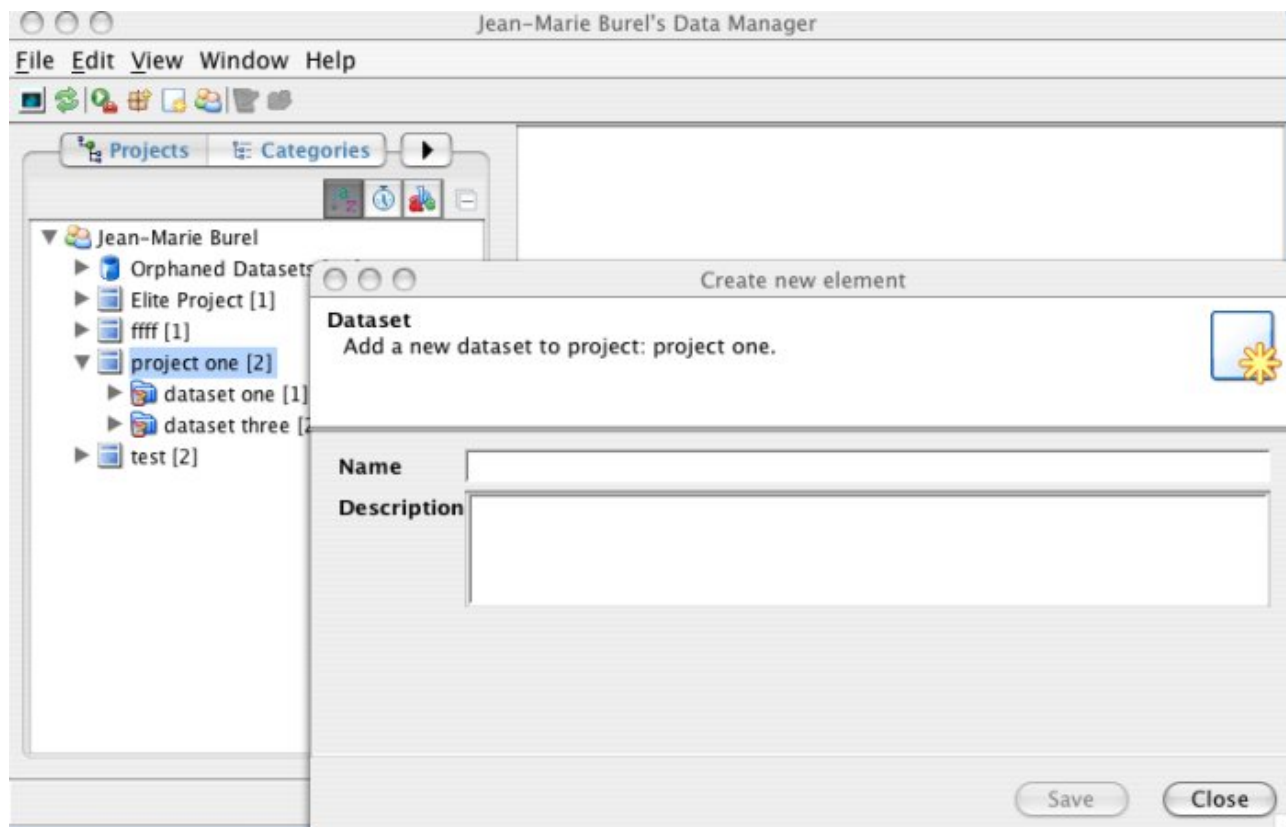 Jean-Marie Burel's Data Manager
File Edit View Window Help
Projects Categories
Jean-Marie Burel
Orphaned Datasets
Elite Project [1]
ffff [1]
project one [2]
dataset one [1]
dataset three
test [2]
Create new element
Dataset
Add a new dataset to project: project one.
Name
Description
Save Close